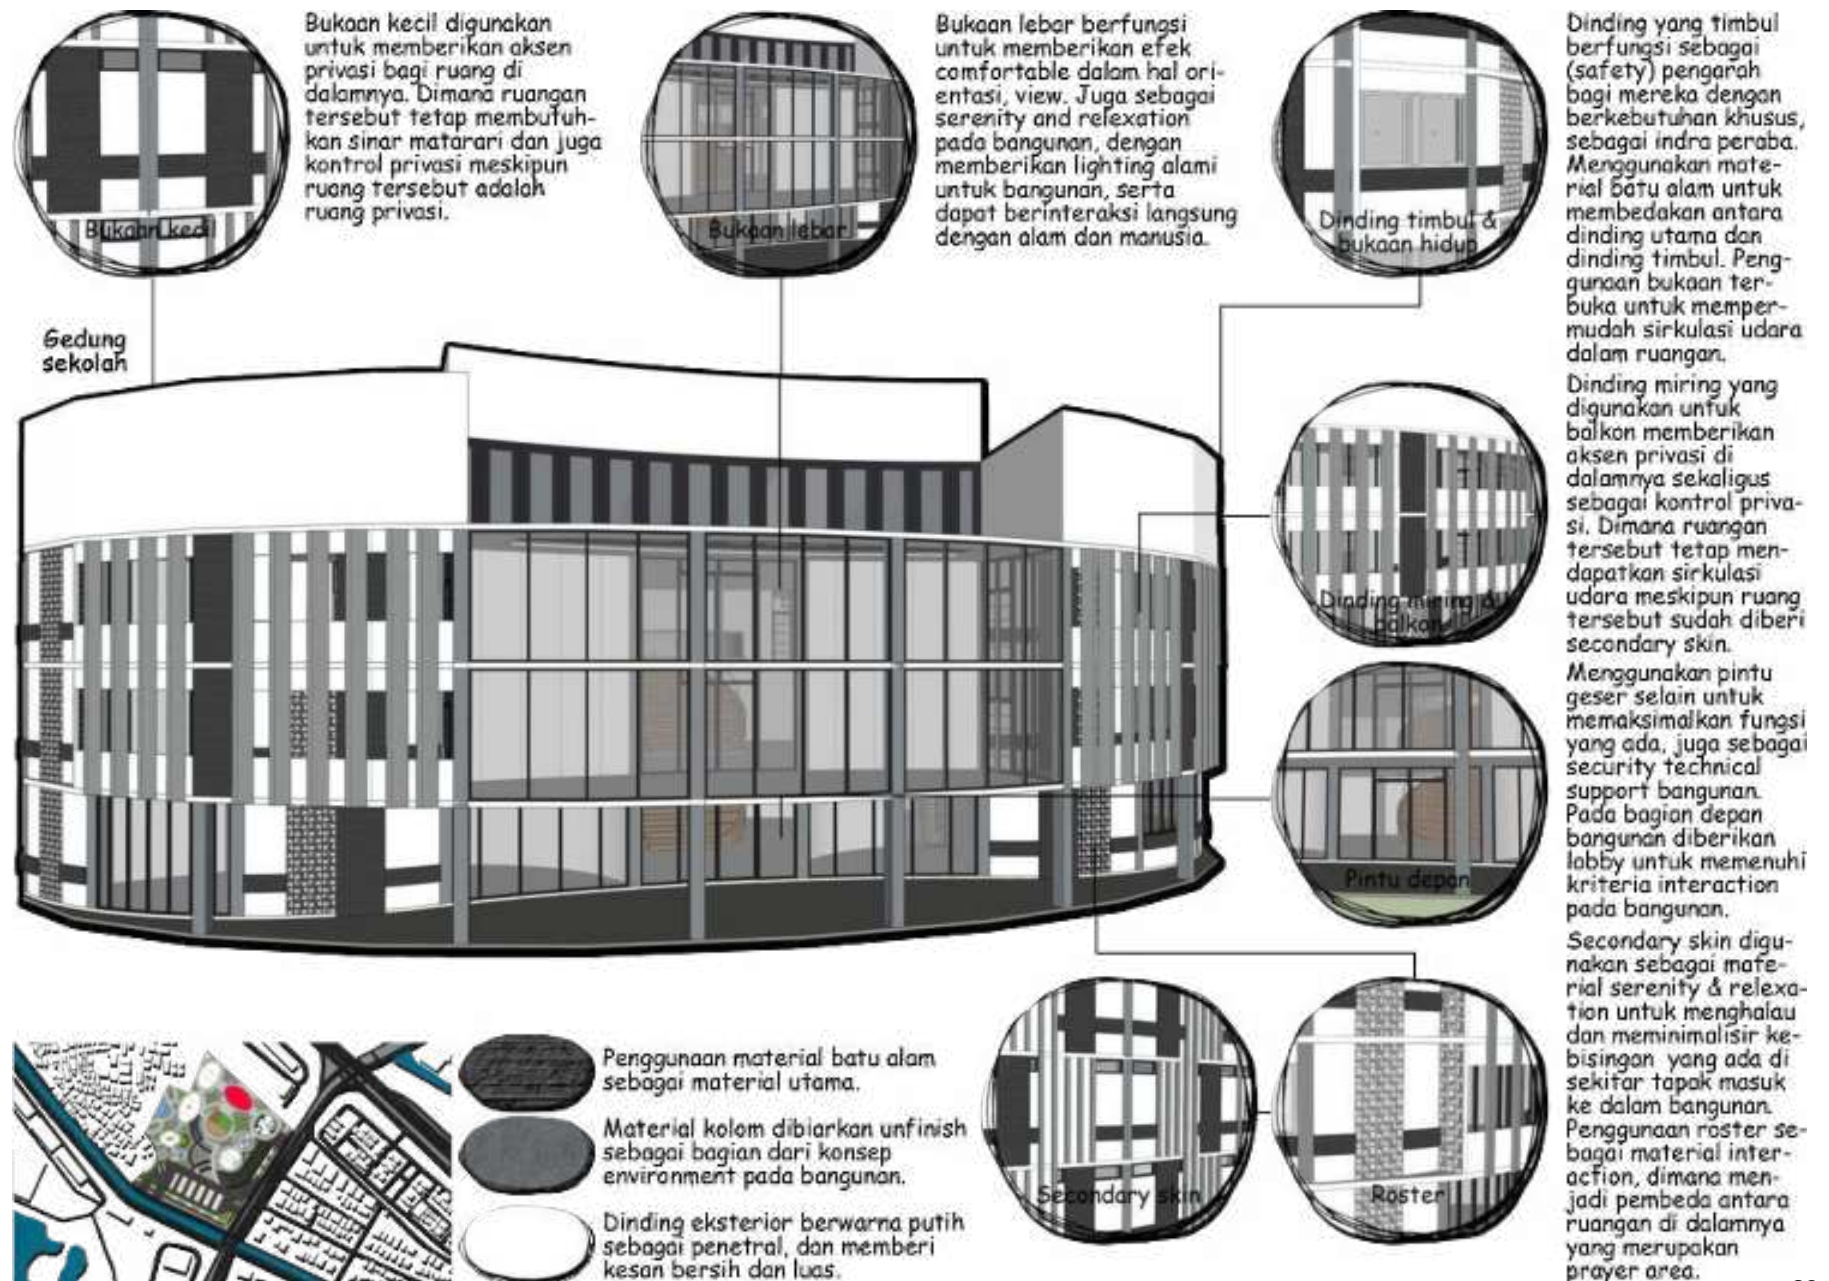 Bukaan kecil digunakan
untuk memberikan aksen
privasi bagi ruang di
dalamnya. Dimana ruangan
tersebut tetap membutuh-
kan sinar matarari dan juga
kontrol privasi meskipun
ruang tersebut adalah
ruang privasi.
Bukaan kecil
Bukaan lebar berfungsi
untuk memberikan efek
comfortable dalam hal ori-
entasi, view. Juga sebagai
serenity and relexation
pada bangunan, dengan
memberikan lighting alami
untuk bangunan, serta
dapat berinteraksi langsung
dengan alam dan manusia.
Bukaan lebar
Dinding timbul &
bukaan hidup
Dinding yang timbul
berfungsi sebagai
(safety) pengarah
bagi mereka dengan
berkebutuhan khusus,
sebagai indra peraba.
Menggunakan mate-
rial batu alam untuk
membedakan antara
dinding utama dan
dinding timbul. Peng-
gunaan bukaan ter-
buka untuk memper-
mudah sirkulasi udara
dalam ruangan.
Gedung
sekolah
Dinding miring &
balkon
Dinding miring yang
digunakan untuk
balkon memberikan
aksen privasi di
dalamnya sekaligus
sebagai kontrol priva-
si. Dimana ruangan
tersebut tetap men-
dapatkan sirkulasi
udara meskipun ruang
tersebut sudah diberi
secondary skin.
Pintu depan
Menggunakan pintu
geser selain untuk
memaksimalkan fungsi
yang ada, juga sebagai
security technical
support bangunan.
Pada bagian depan
bangunan diberikan
lobby untuk memenuhi
kriteria interaction
pada bangunan.
Secondary skin
Roster
Secondary skin digu-
nakan sebagai mate-
rial serenity & relexa-
tion untuk menghalau
dan meminimalisir ke-
bisingan yang ada di
sekitar tapak masuk
ke dalam bangunan.
Penggunaan roster se-
bagai material inter-
action, dimana men-
jadi pembeda antara
ruangan di dalamnya
yang merupakan
prayer area.
Penggunaan material batu alam
sebagai material utama.
Material kolom dibiarkan unfinish
sebagai bagian dari konsep
environment pada bangunan.
Dinding eksterior berwarna putih
sebagai penetral, dan memberi
kesan bersih dan luas.